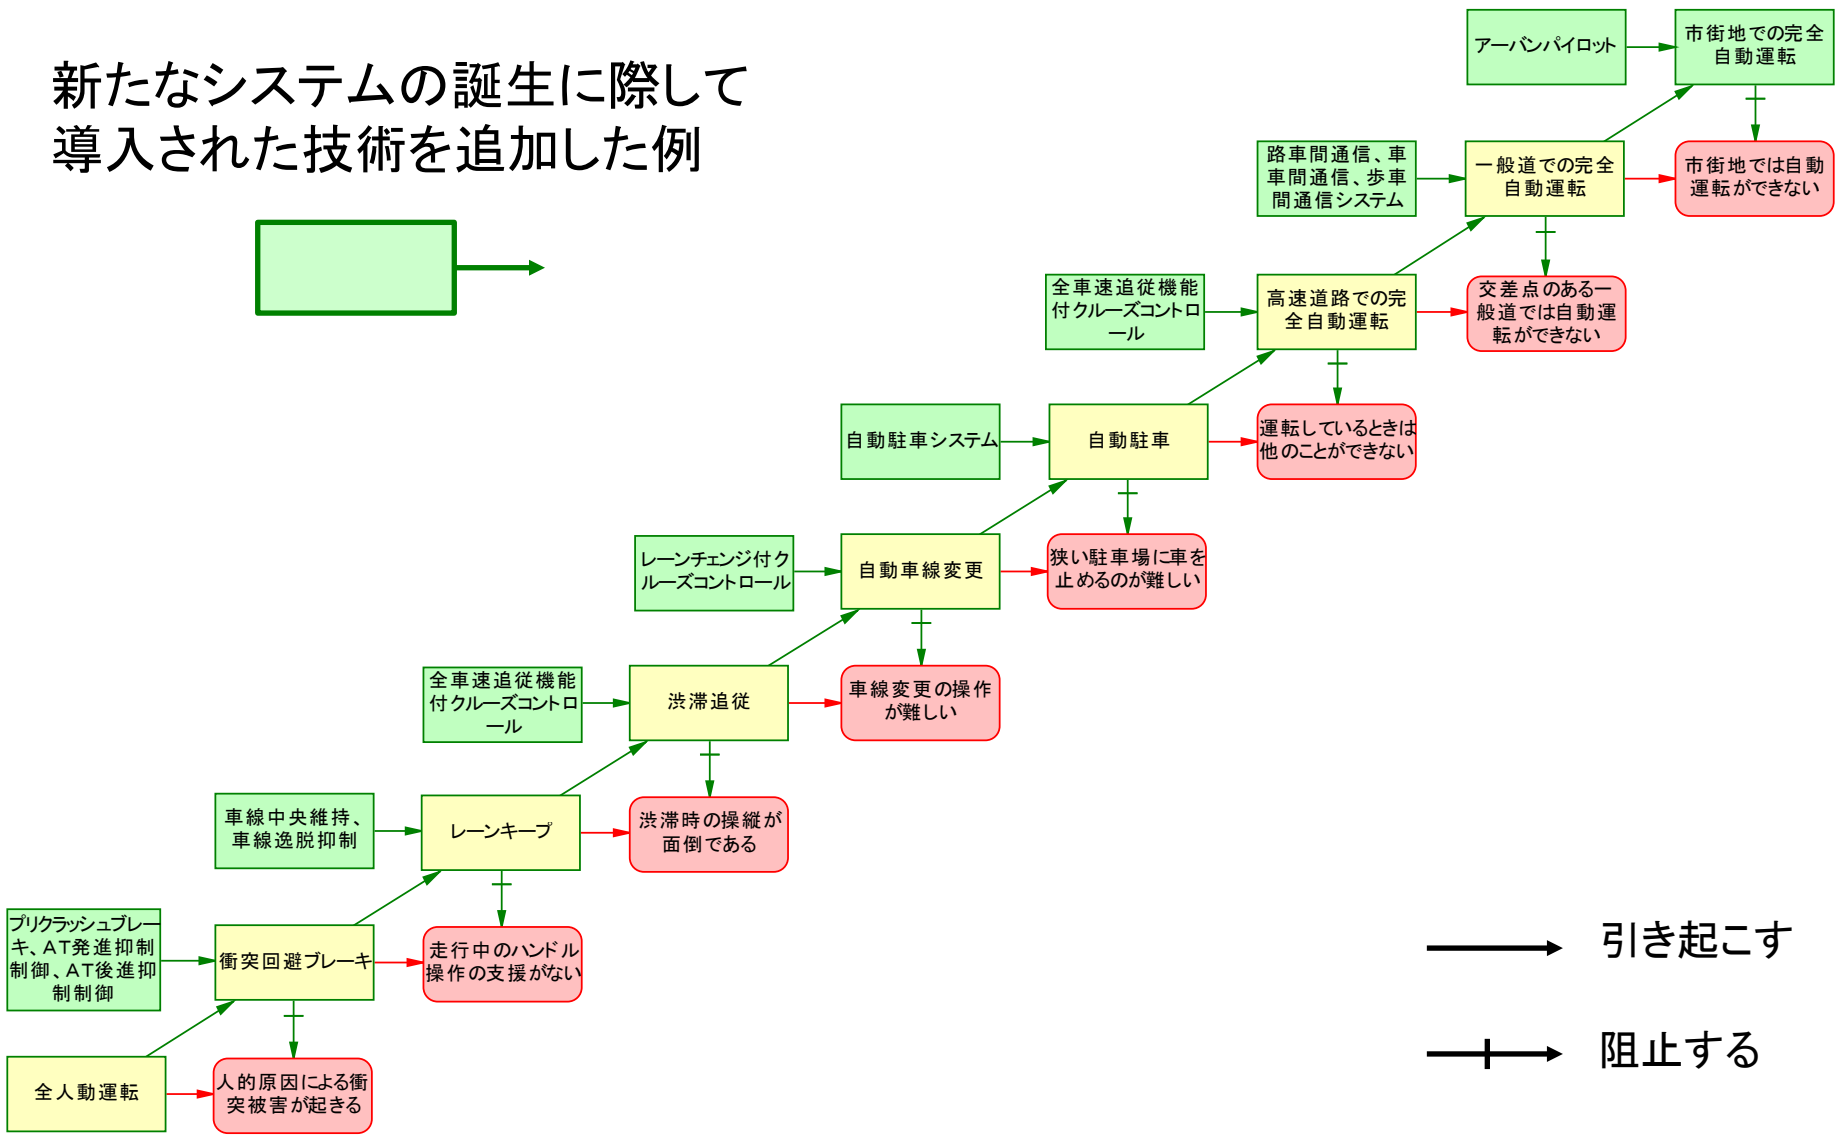 新たなシステムの誕生に際して
導入された技術を追加した例
アーバンパイロット
市街地での完全
自動運転
路車間通信、車
車間通信、歩車
間通信システム
一般道での完全
自動運転
市街地では自動
運転ができない
全車速追従機能
付クルーズコントロ
ール
高速道路での完
全自動運転
交差点のある一
般道では自動運
転ができない
自動駐車システム
自動駐車
運転しているときは
他のことができない
レーンチェンジ付ク
ルーズコントロール
自動車線変更
狭い駐車場に車を
止めるのが難しい
全車速追従機能
付クルーズコントロ
ール
渋滞追従
車線変更の操作
が難しい
車線中央維持、
車線逸脱抑制
レーンキープ
渋滞時の操縦が
面倒である
プリクラッシュブレー
キ、AT発進抑制
制御、AT後進抑
制制御
衝突回避ブレーキ
走行中のハンドル
操作の支援がない
全人動運転
人的原因による衝
突被害が起きる
引き起こす
阻止する